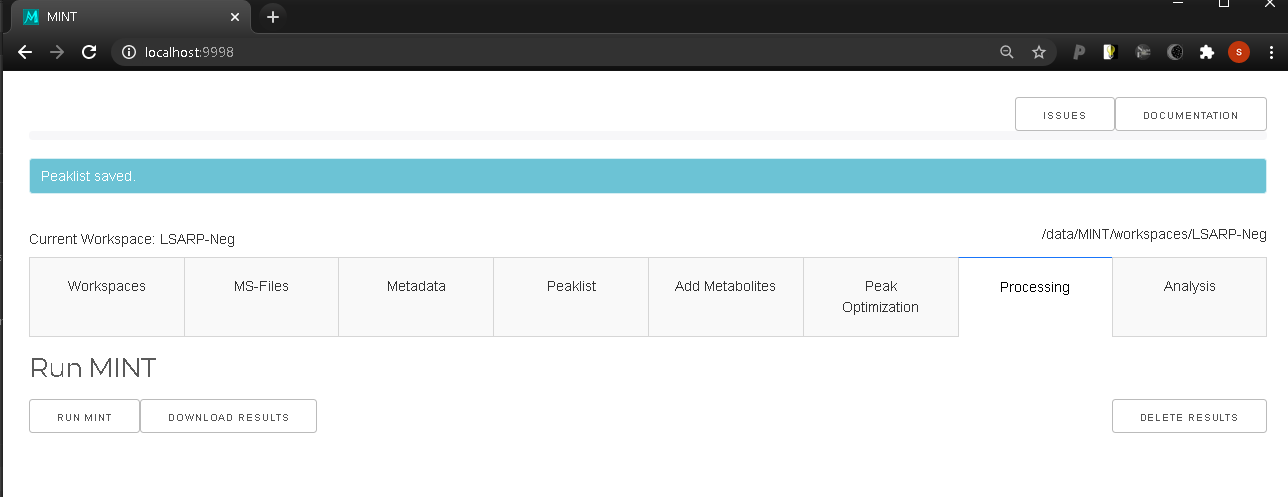 MINT
localhost:9998
S
ISSUES
DOCUMENTATION
Peaklist saved.
Current Workspace: LSARP-Neg
/data/MINT/workspaces/LSARP-Neg
Workspaces
MS-Files
Metadata
Peaklist
Add Metabolites
Peak
Optimization
Processing
Analysis
Run MINT
RUN MINT
DOWNLOAD RESULTS
DELETE RESULTS